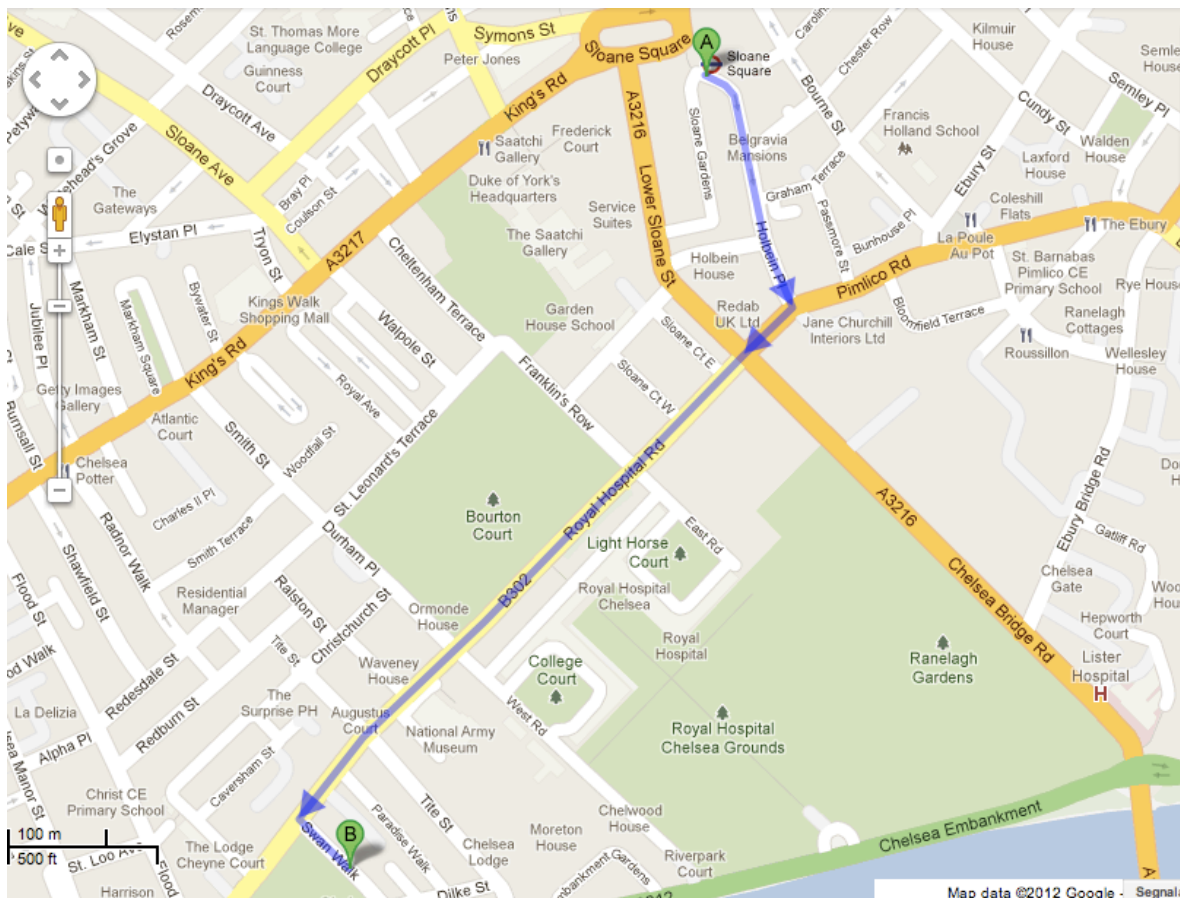 Rosem
St. Thomas More
Language College
Draycott Pl
Symons St
Sloane Square
A
Sloane
Square
Chester Row
Kilmuir
House
Semle
House
Guinness
Court
Peter Jones
King's Rd
A3216
Semley Pl
Draycott Ave
Sloane Ave
Saatchi
Gallery
Frederick
Court
Sloane Gardens
Belgravia
Mansions
Bourne St
Francis
Holland School
Cundy St
Walden
House
Laxford
House
Ebury St
The
Gateways
Bray Pl
Coulson St
Duke of York's
Headquarters
Service
Suites
Lower Sloane St
Graham Terrace
Passmore St
Bunhouse Pl
Coleshill
Flats
The Ebury
La Poule
Au Pot
Cale S
Elystan Pl
Tryon St
A3217
Cheltenham Terrace
The Saatchi
Gallery
Holbein
House
Holbein Pl
Pimlico Rd
St. Barnabas
Pimlico CE
Primary School
Rye House
Jubilee Pl
Markham St
Markham Square
Bywater St
Kings Walk
Shopping Mall
Walpole St
Garden
House School
Redab
UK Ltd
Jane Churchill
Interiors Ltd
Bloomfield Terrace
Ranelagh
Cottages
Roussillon
Wellesley
House
Sloane Ct E
Sloane Ct W
Franklin's Row
King's Rd
Getty Images
Gallery
Royal Ave
Atlantic
Court
Burnsall St
Smith St
Woodfall St
St. Leonard's Terrace
Chelsea
Potter
Charles II Pl
Royal Hospital Rd
A3216
Ebury Bridge Rd
Gatliff Rd
Radnor Walk
Shawfield St
Smith Terrace
Durham Pl
Bourton
Court
Light Horse
Court
East Rd
Chelsea Bridge Rd
Chelsea
Gate
Flood St
Residential
Manager
Ralston St
Christchurch St
B302
Ormonde
House
Royal Hospital
Chelsea
Royal
Hospital
Hepworth
Court
Lister
Hospital
H
Ranelagh
Gardens
Redesdale St
Tite St
Waveney
House
College
Court
La Delizia
The
Surprise PH
Augustus
Court
West Rd
Royal Hospital
Chelsea Grounds
Redburn St
Alpha Pl
National Army
Museum
Caversham St
Christ CE
Primary School
Tite St
Paradise Walk
Swan Walk
B
Chelwood
House
Moreton
House
Chelsea
Lodge
Chelsea Embankment
100 m
500 ft
The Lodge
Cheyne Court
Riverpark
Court
Flood
Harrison
Dilke St
Map data ©2012 Google - Segnala